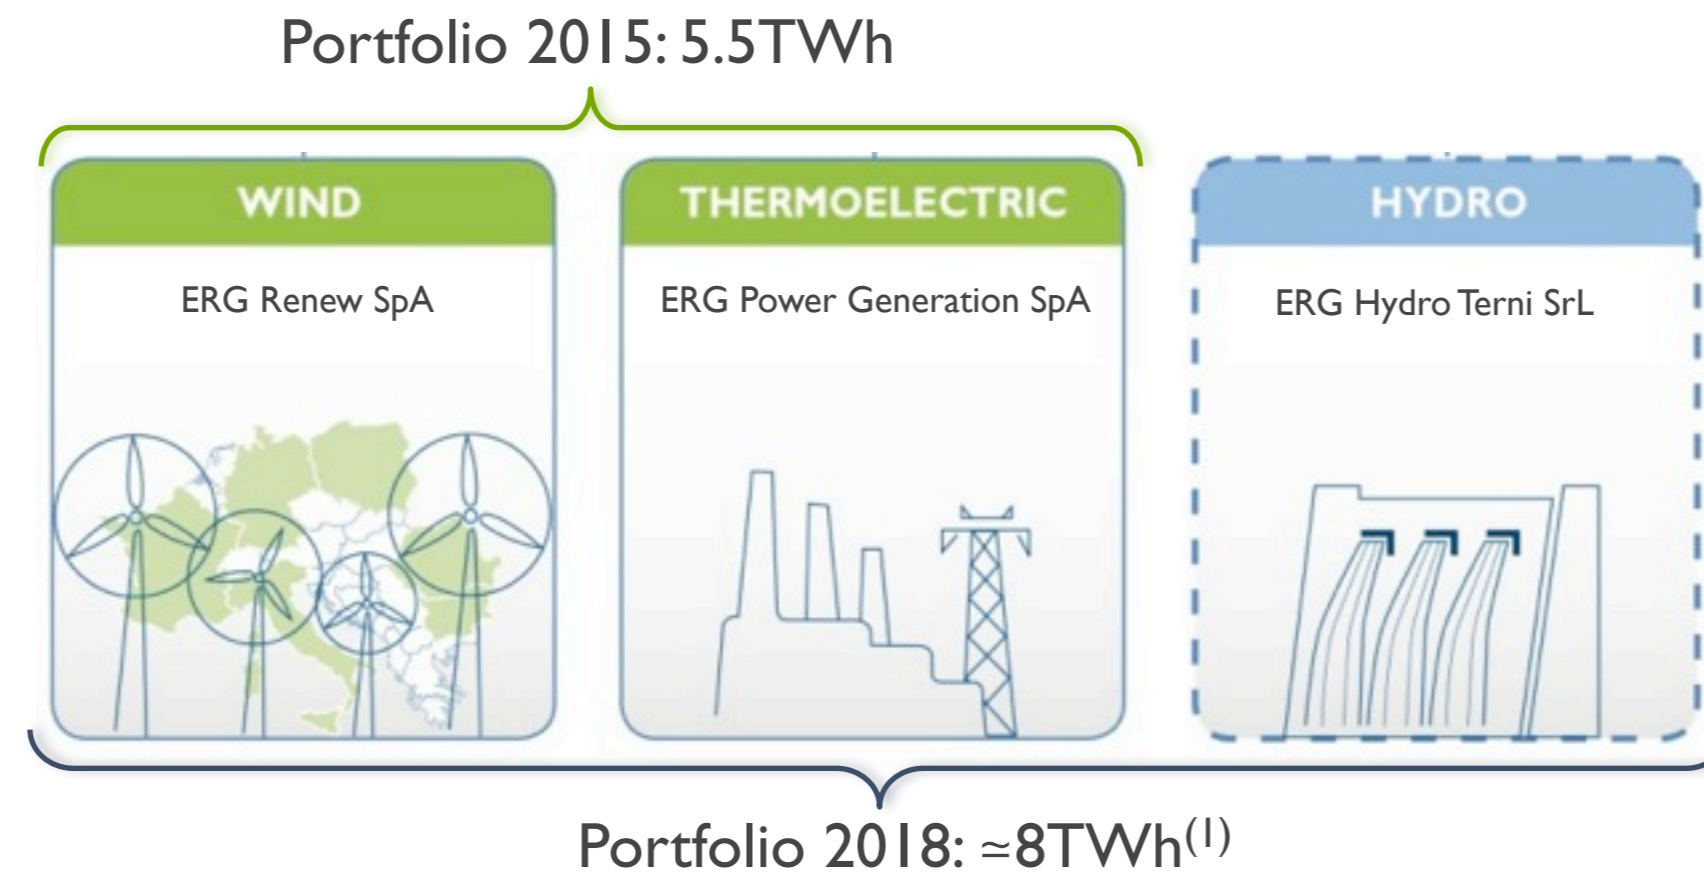 Portfolio 2015: 5.5TWh
WIND
THERMOELECTRIC
HYDRO
ERG Renew SpA
ERG Power Generation SpA
ERG Hydro Terni SrL
Portfolio 2018: ≃8TWh(1)